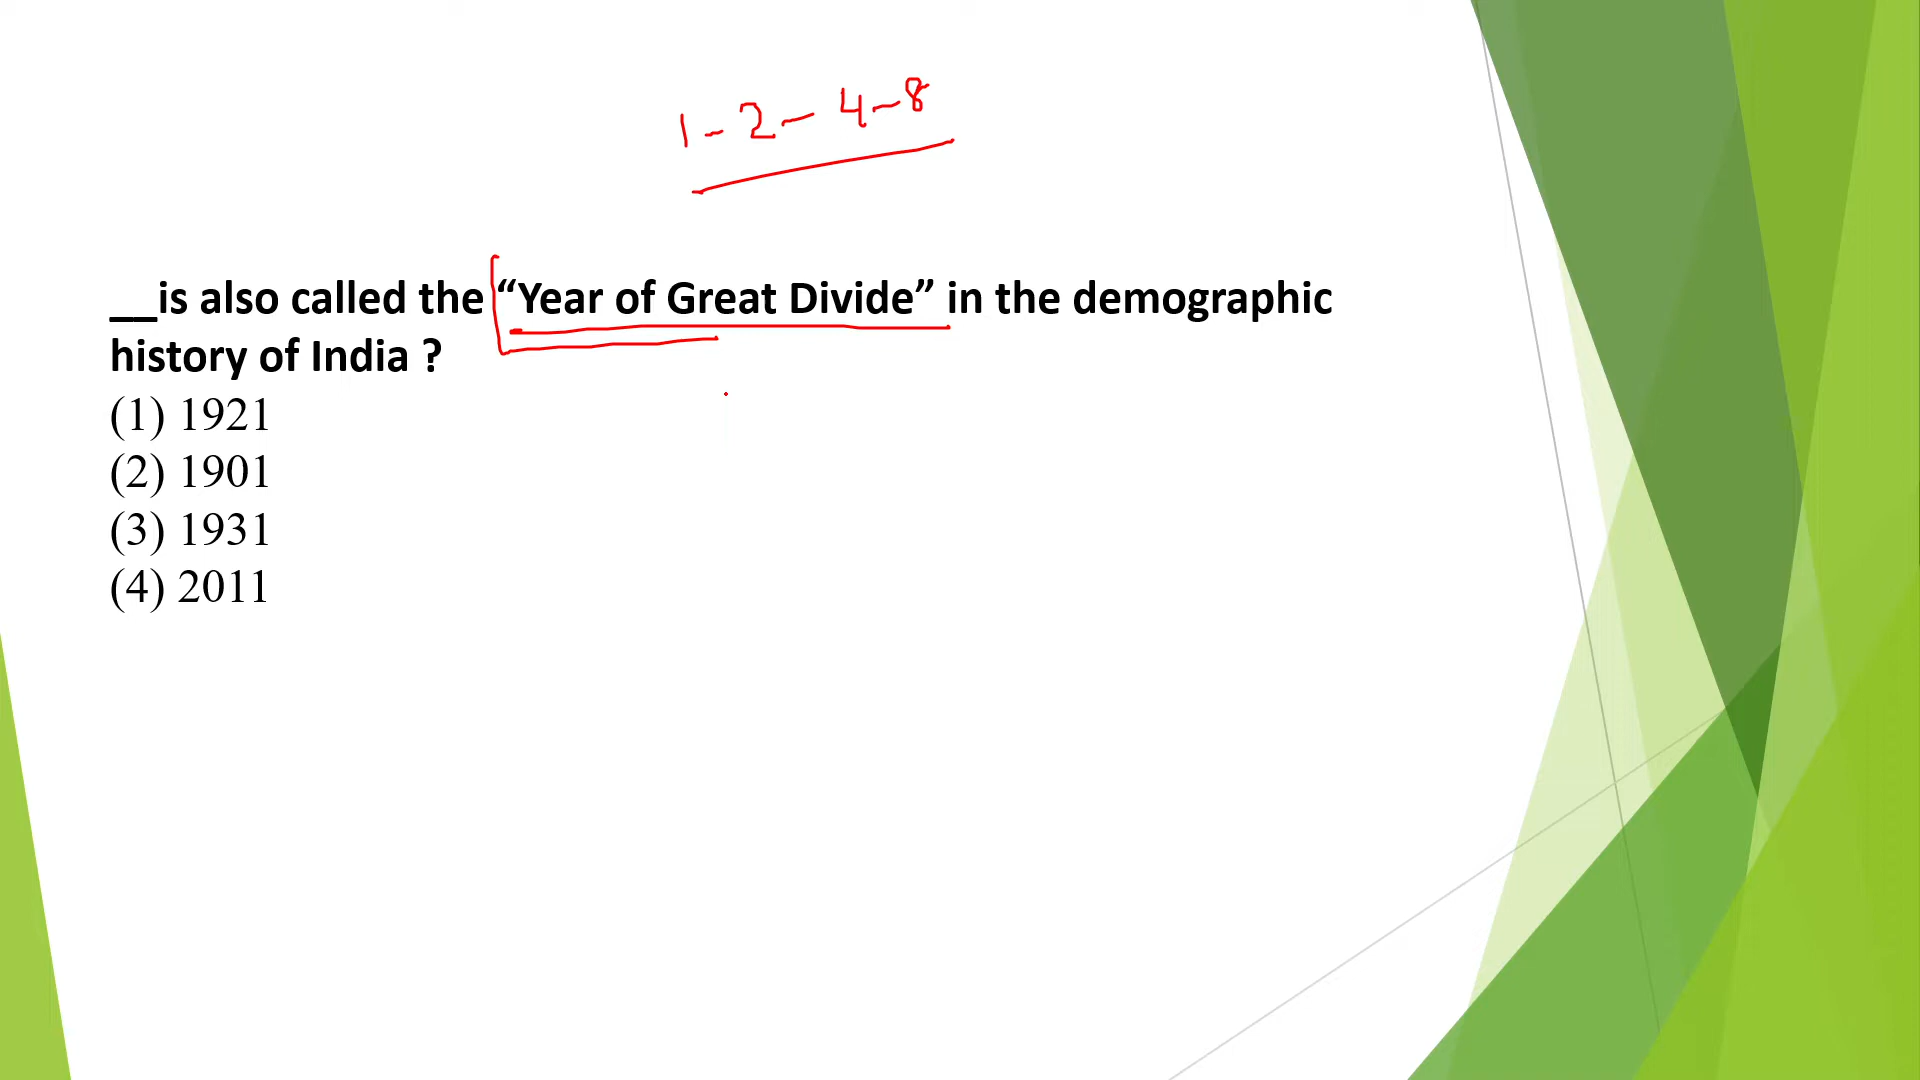 1-2-4-8
__is also called the “Year of Great Divide” in the demographic
history of India ?
(1) 1921
(2) 1901
(3) 1931
(4) 2011